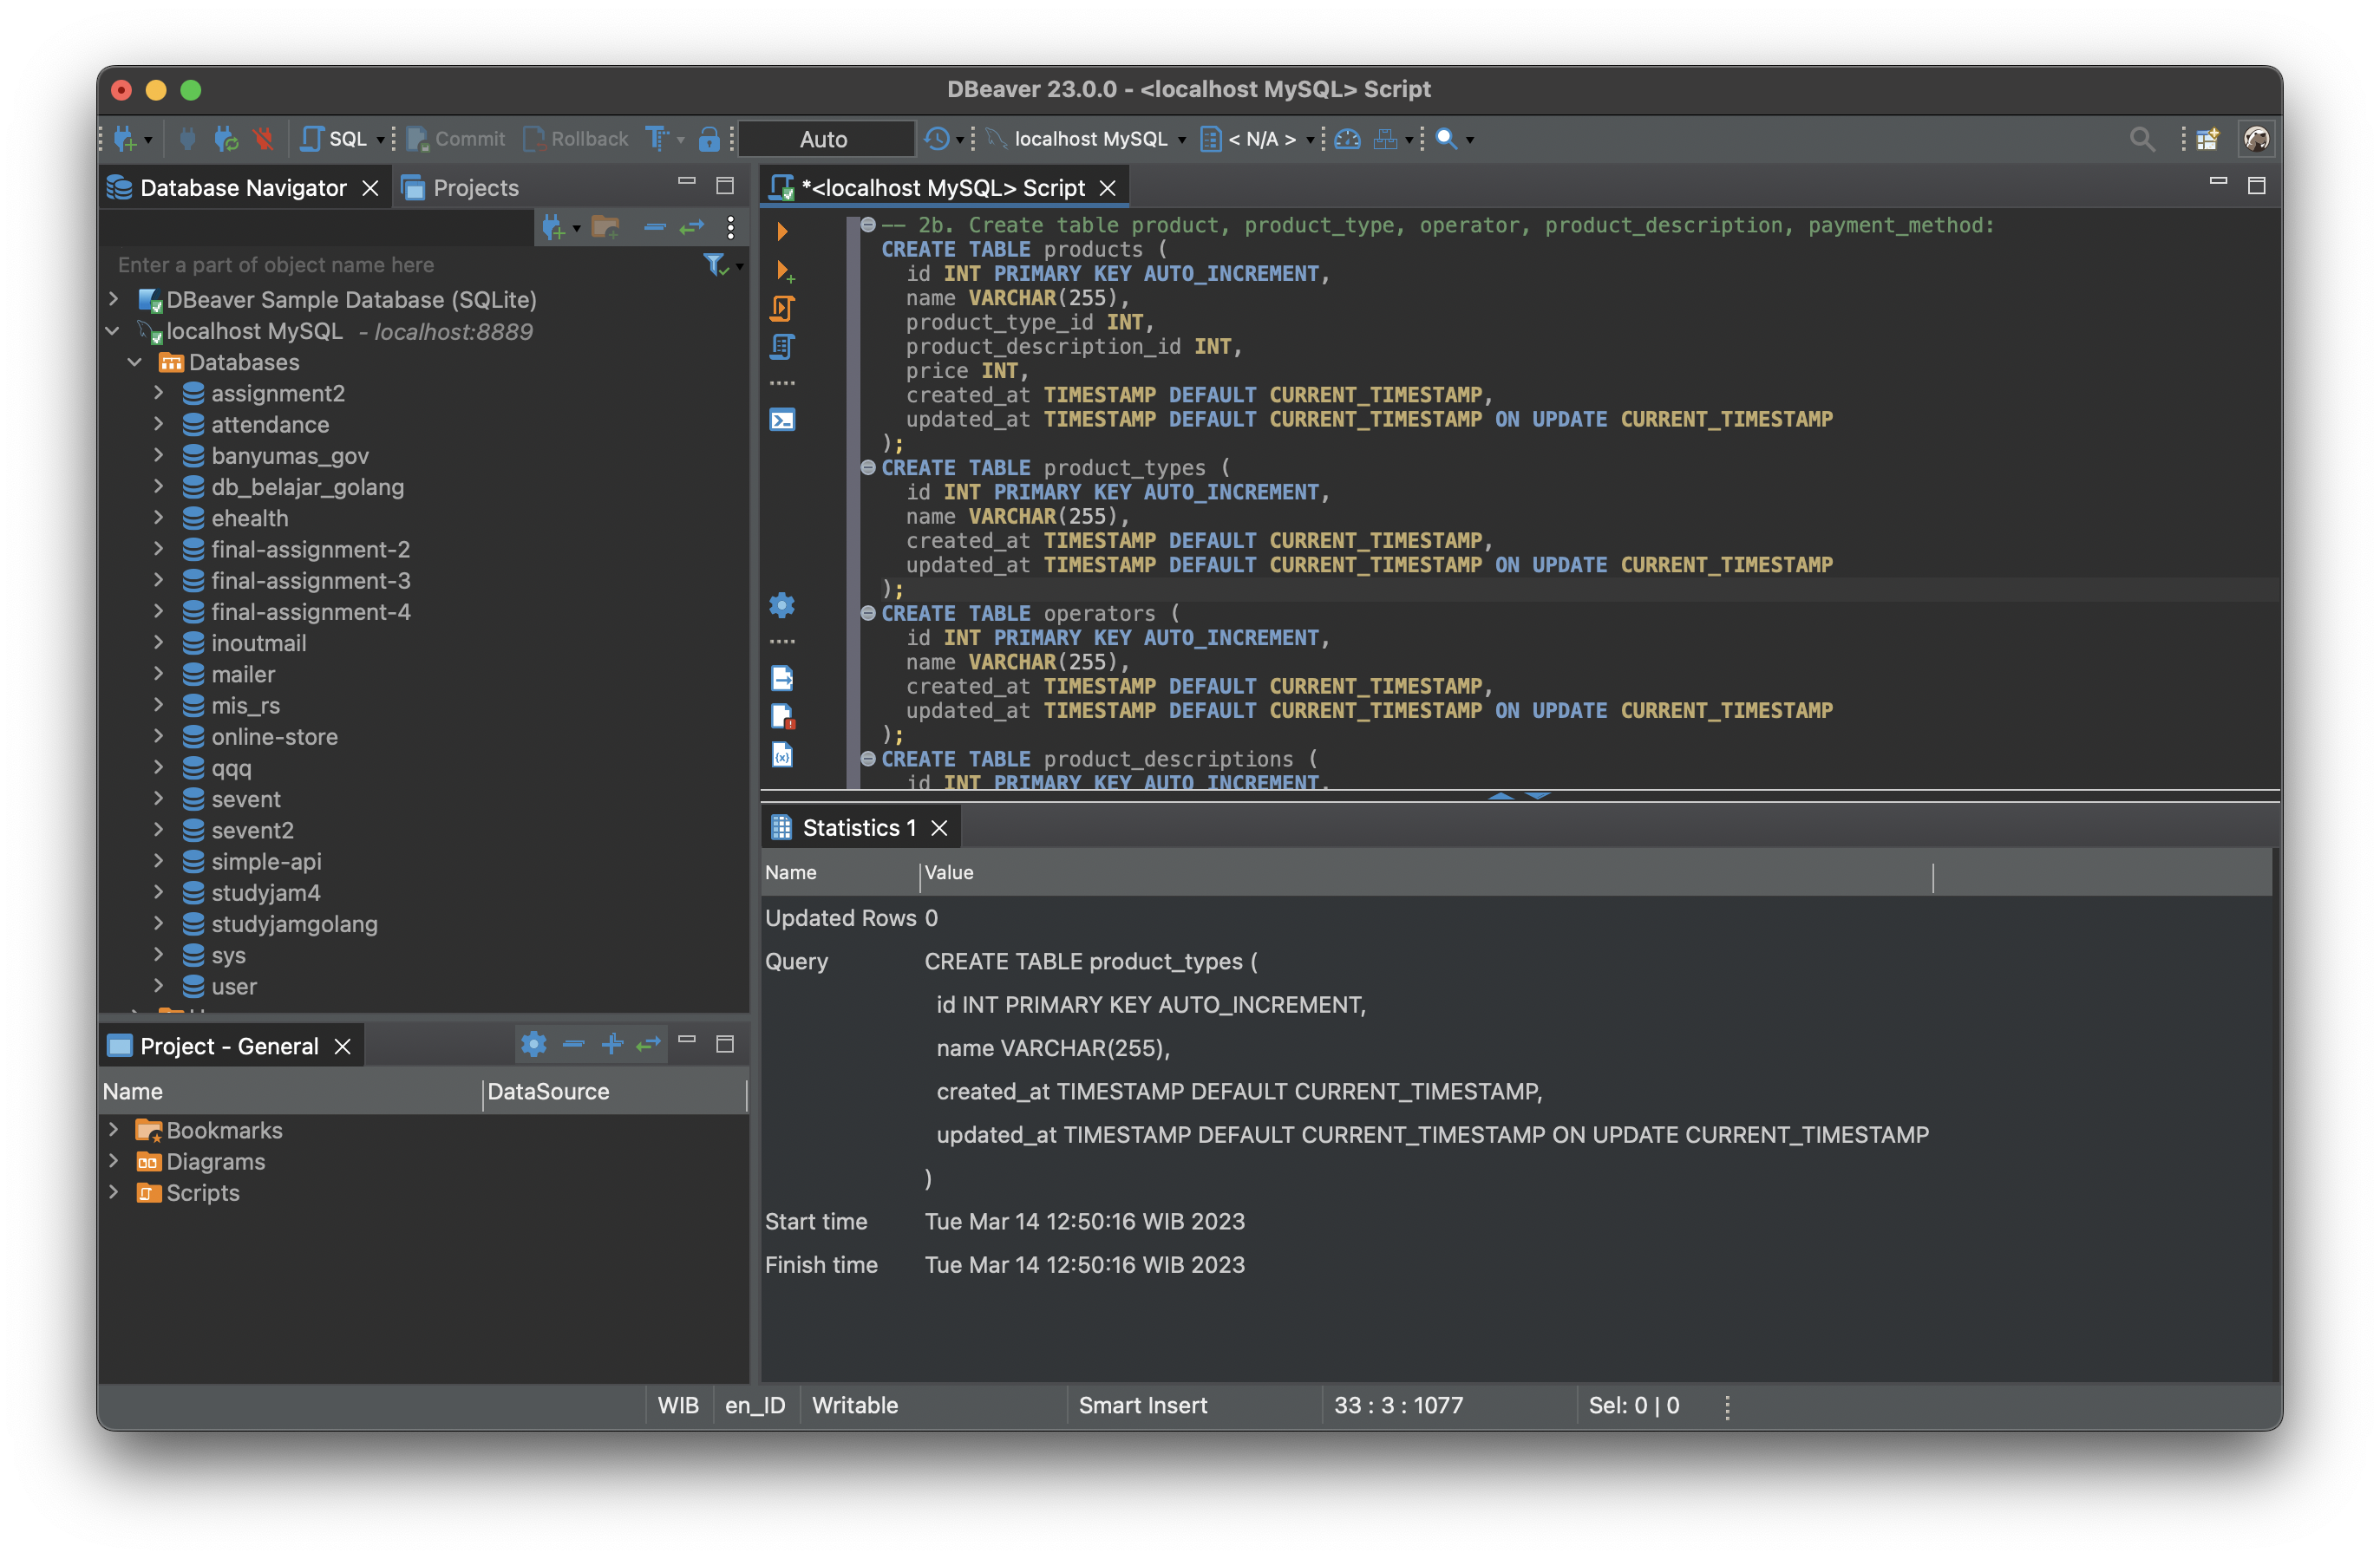 DBeaver 23.0.0 - <localhost MySQL> Script
SQL
Commit
Rollback
Auto
localhost MySQL
< N/A >
Database Navigator
Projects
Enter a part of object name here
DBeaver Sample Database (SQLite)
localhost MySQL - localhost:8889
Databases
assignment2
attendance
banyumas_gov
db_belajar_golang
ehealth
final-assignment-2
final-assignment-3
final-assignment-4
inoutmail
mailer
mis_rs
online-store
qqq
sevent
sevent2
simple-api
studyjam4
studyjamgolang
sys
user
Project - General
Name DataSource
Bookmarks
Diagrams
Scripts
*<localhost MySQL> Script
-- 2b. Create table product, product_type, operator, product_description, payment_method:
CREATE TABLE products (
id INT PRIMARY KEY AUTO_INCREMENT,
name VARCHAR(255),
product_type_id INT,
product_description_id INT,
price INT,
created_at TIMESTAMP DEFAULT CURRENT_TIMESTAMP,
updated_at TIMESTAMP DEFAULT CURRENT_TIMESTAMP ON UPDATE CURRENT_TIMESTAMP
);
CREATE TABLE product_types (
id INT PRIMARY KEY AUTO_INCREMENT,
name VARCHAR(255),
created_at TIMESTAMP DEFAULT CURRENT_TIMESTAMP,
updated_at TIMESTAMP DEFAULT CURRENT_TIMESTAMP ON UPDATE CURRENT_TIMESTAMP
);
CREATE TABLE operators (
id INT PRIMARY KEY AUTO_INCREMENT,
name VARCHAR(255),
created_at TIMESTAMP DEFAULT CURRENT_TIMESTAMP,
updated_at TIMESTAMP DEFAULT CURRENT_TIMESTAMP ON UPDATE CURRENT_TIMESTAMP
);
CREATE TABLE product_descriptions (
id INT PRIMARY KEY AUTO_INCREMENT,
Statistics 1
Name Value
Updated Rows 0
Query CREATE TABLE product_types (
id INT PRIMARY KEY AUTO_INCREMENT,
name VARCHAR(255),
created_at TIMESTAMP DEFAULT CURRENT_TIMESTAMP,
updated_at TIMESTAMP DEFAULT CURRENT_TIMESTAMP ON UPDATE CURRENT_TIMESTAMP
)
Start time Tue Mar 14 12:50:16 WIB 2023
Finish time Tue Mar 14 12:50:16 WIB 2023
WIB en_ID Writable Smart Insert 33 : 3 : 1077 Sel: 0 | 0